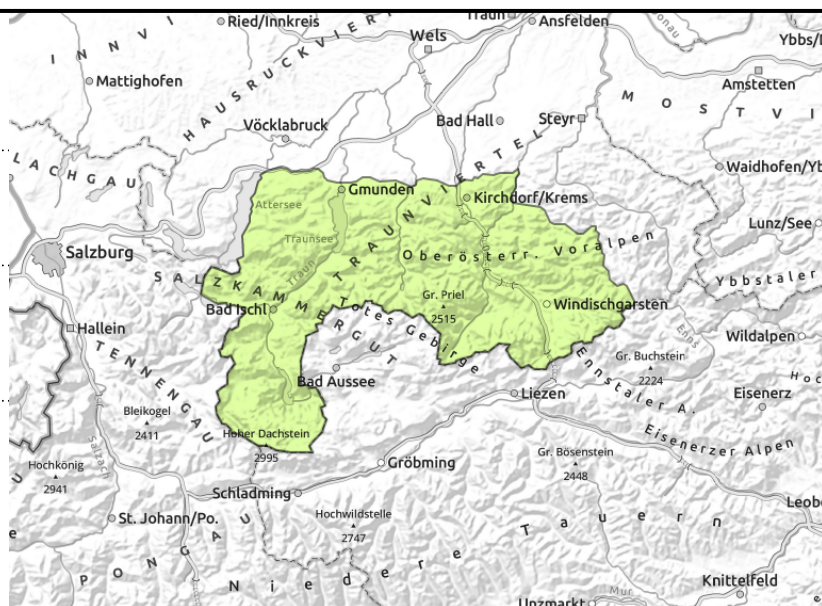 Ried/Innkreis
Traun
Ansfelden
Donau
Ybbs/
INNVI
Wels
Mattighofen
HAUSRUCKVIERTEL
Amstetten
MOSTVI
Vöcklabruck
Bad Hall
Steyr
LACHGAU
Waidhofen/Yb
Gmunden
Kirchdorf/Krems
Attersee
Lunz/See
Traunsee
TRAUNVIERTEL
Salzburg
Oberösterr. Voralpen
Traun
SALZKAMMERGUT
Ybbstaler
Gr. Priel
2515
Windischgarsten
Bad Ischl
Totes Gebirge
Hallein
Enns
Wildalpen
TENNENGAU
Gr. Buchstein
2224
Ennstaler A.
Bad Aussee
Hoc
Liezen
Eisenerz
Bleikogel
2411
Hoher Dachstein
2995
Eisenerzer Alpen
Salzach
Hochkönig
2941
Gröbming
Gr. Bösenstein
2448
Schladming
Leob
St. Johann/Po.
Hochwildstelle
2747
PONGAU
Niedere Tauern
Knittelfeld
Mur
Unzmarkt